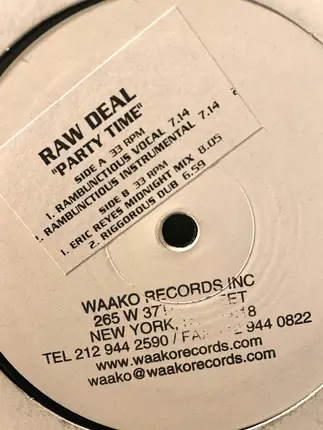 RAW DEAL
"PARTY TIME"
SIDE A 33 RPM
1. RAMBUNCTIOUS VOCAL 7.14
RAMBUNCTIOUS INSTRUMENTAL 7.14
SIDE B 33 RPM
1. ERIC REYES MIDNIGHT MIX 8.05
2. RIGGOROUS DUB 6.59
WAAKO RECORDS INC
265 W 37
NEW YORK,
TEL 212 944 2590 / FAX 212 944 0822
www.waakorecords.com
waako@waakorecords.com